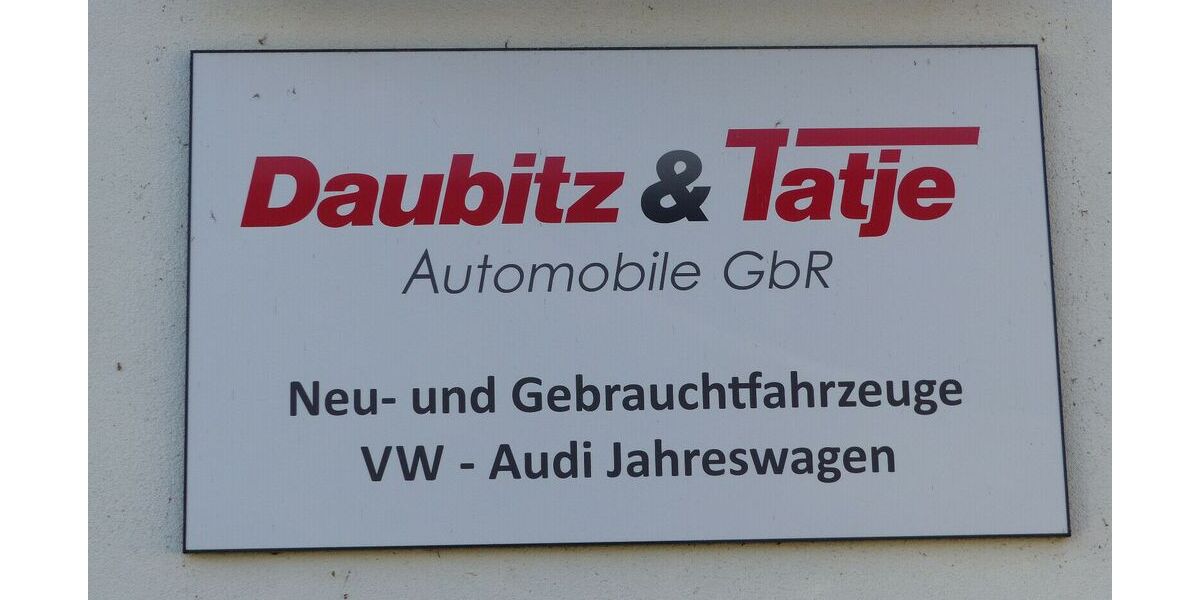 Daubitz & Tatje
Automobile GbR
Neu- und Gebrauchtfahrzeuge
VW - Audi Jahreswagen